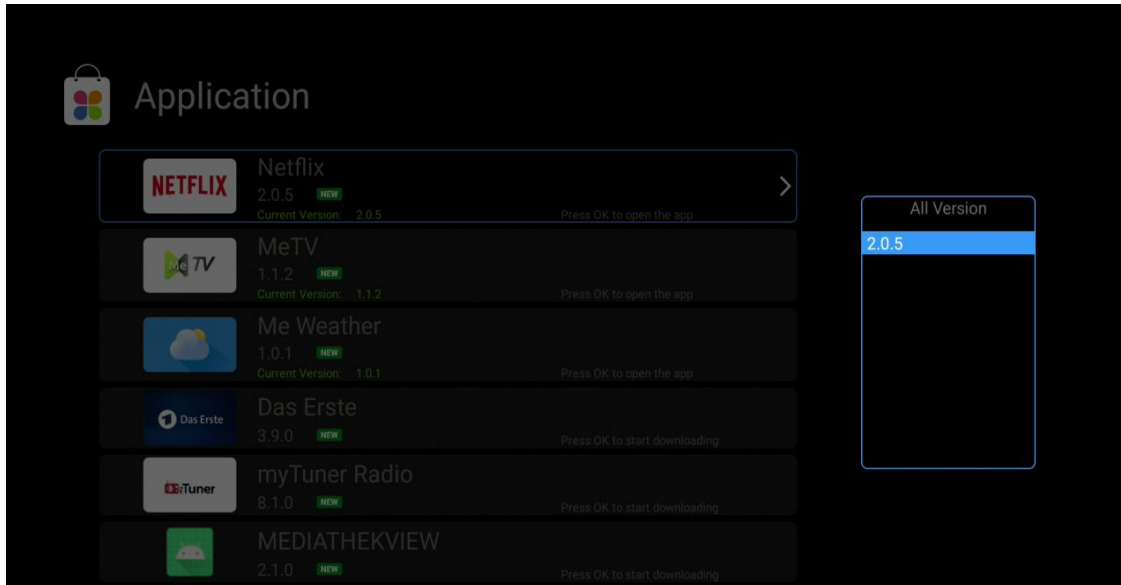 Application
NETFLIX
Netflix
2.0.5 NEW
Current Version: 2.0.5 Press OK to open the app
Me TV
MeTV
1.1.2 NEW
Current Version: 1.1.2 Press OK to open the app
Me Weather
1.0.1 NEW
Current Version: 1.0.1 Press OK to open the app
1 Das Erste
Das Erste
3.9.0 NEW
Press OK to start downloading
myTuner Radio
8.1.0 NEW
Press OK to start downloading
MEDIATHEKVIEW
2.1.0 NEW
Press OK to start downloading
All Version
2.0.5